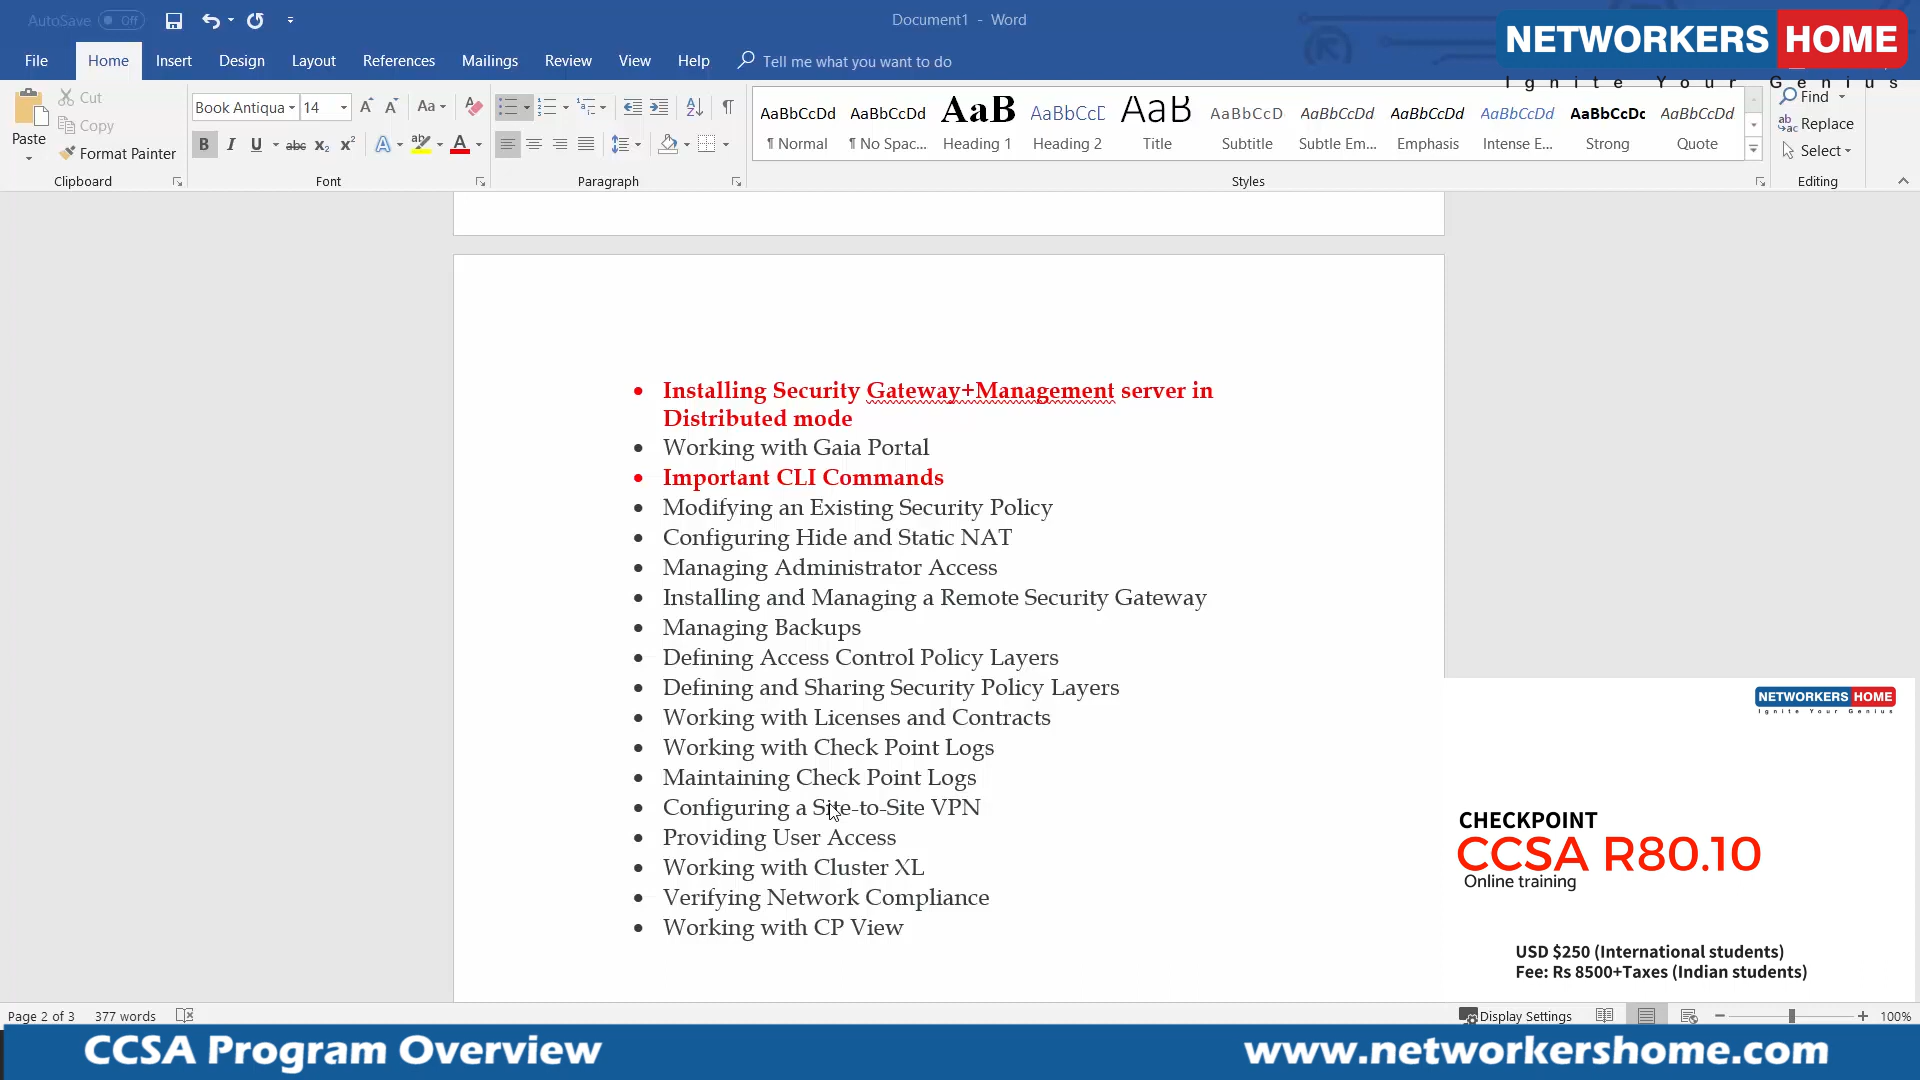 AutoSave Off
Document1 - Word
NETWORKERS HOME
Ignite Your Genius
File Home Insert Design Layout References Mailings Review View Help Tell me what you want to do
Paste
Cut
Copy
Format Painter
Clipboard
Book Antiqua 14
Font
Paragraph
AaBbCcDd AaBbCcDd AaB AaBbCcC AaB AaBbCcD AaBbCcDd AaBbCcDd AaBbCcDd AaBbCcDc AaBbCcDd
¶ Normal ¶ No Spac... Heading 1 Heading 2 Title Subtitle Subtle Em... Emphasis Intense E... Strong Quote
Styles
Find
Replace
Select
Editing
• Installing Security Gateway+Management server in
Distributed mode
• Working with Gaia Portal
• Important CLI Commands
• Modifying an Existing Security Policy
• Configuring Hide and Static NAT
• Managing Administrator Access
• Installing and Managing a Remote Security Gateway
• Managing Backups
• Defining Access Control Policy Layers
• Defining and Sharing Security Policy Layers
• Working with Licenses and Contracts
• Working with Check Point Logs
• Maintaining Check Point Logs
• Configuring a Site-to-Site VPN
• Providing User Access
• Working with Cluster XL
• Verifying Network Compliance
• Working with CP View
NETWORKERS HOME
Ignite Your Genius
CHECKPOINT
CCSA R80.10
Online training
USD $250 (International students)
Fee: Rs 8500+Taxes (Indian students)
Page 2 of 3 377 words
Display Settings
100%
CCSA Program Overview
www.networkershome.com